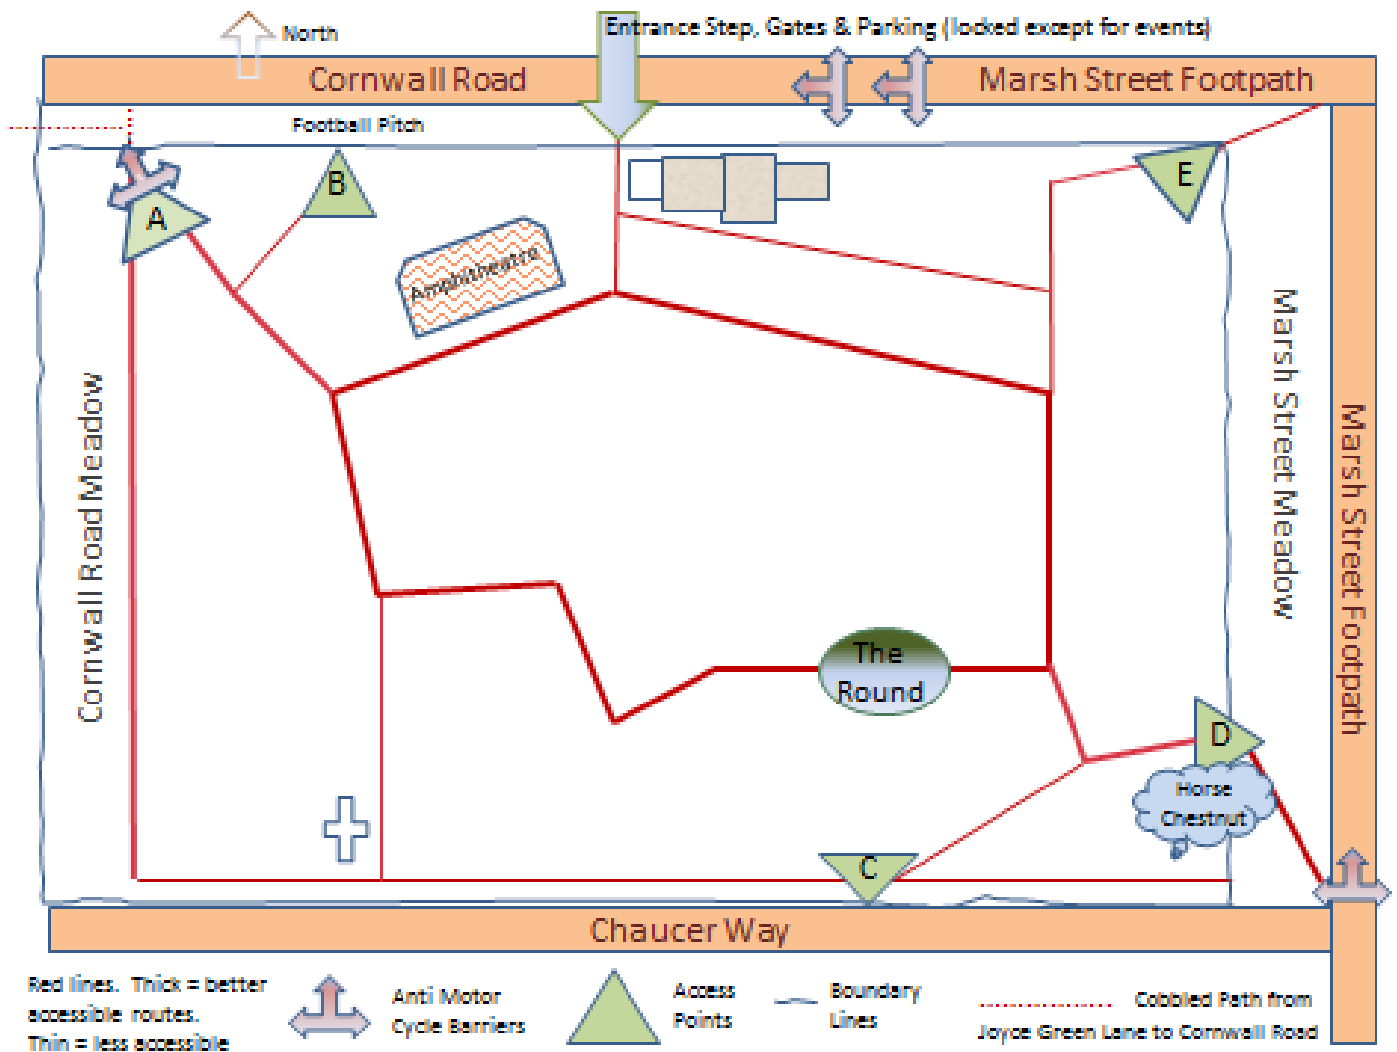 North
Entrance Step, Gates & Parking (locked except for events)
Cornwall Road
Marsh Street Footpath
Football Pitch
A
B
E
Amphitheatre
Cornwall Road Meadow
Marsh Street Meadow
Marsh Street Footpath
The
Round
D
Horse
Chestnut
C
Chaucer Way
Red lines. Thick = better
accessible routes.
Thin = less accessible
Anti Motor
Cycle Barriers
Access
Points
Boundary
Lines
Cobbled Path from
Joyce Green Lane to Cornwall Road